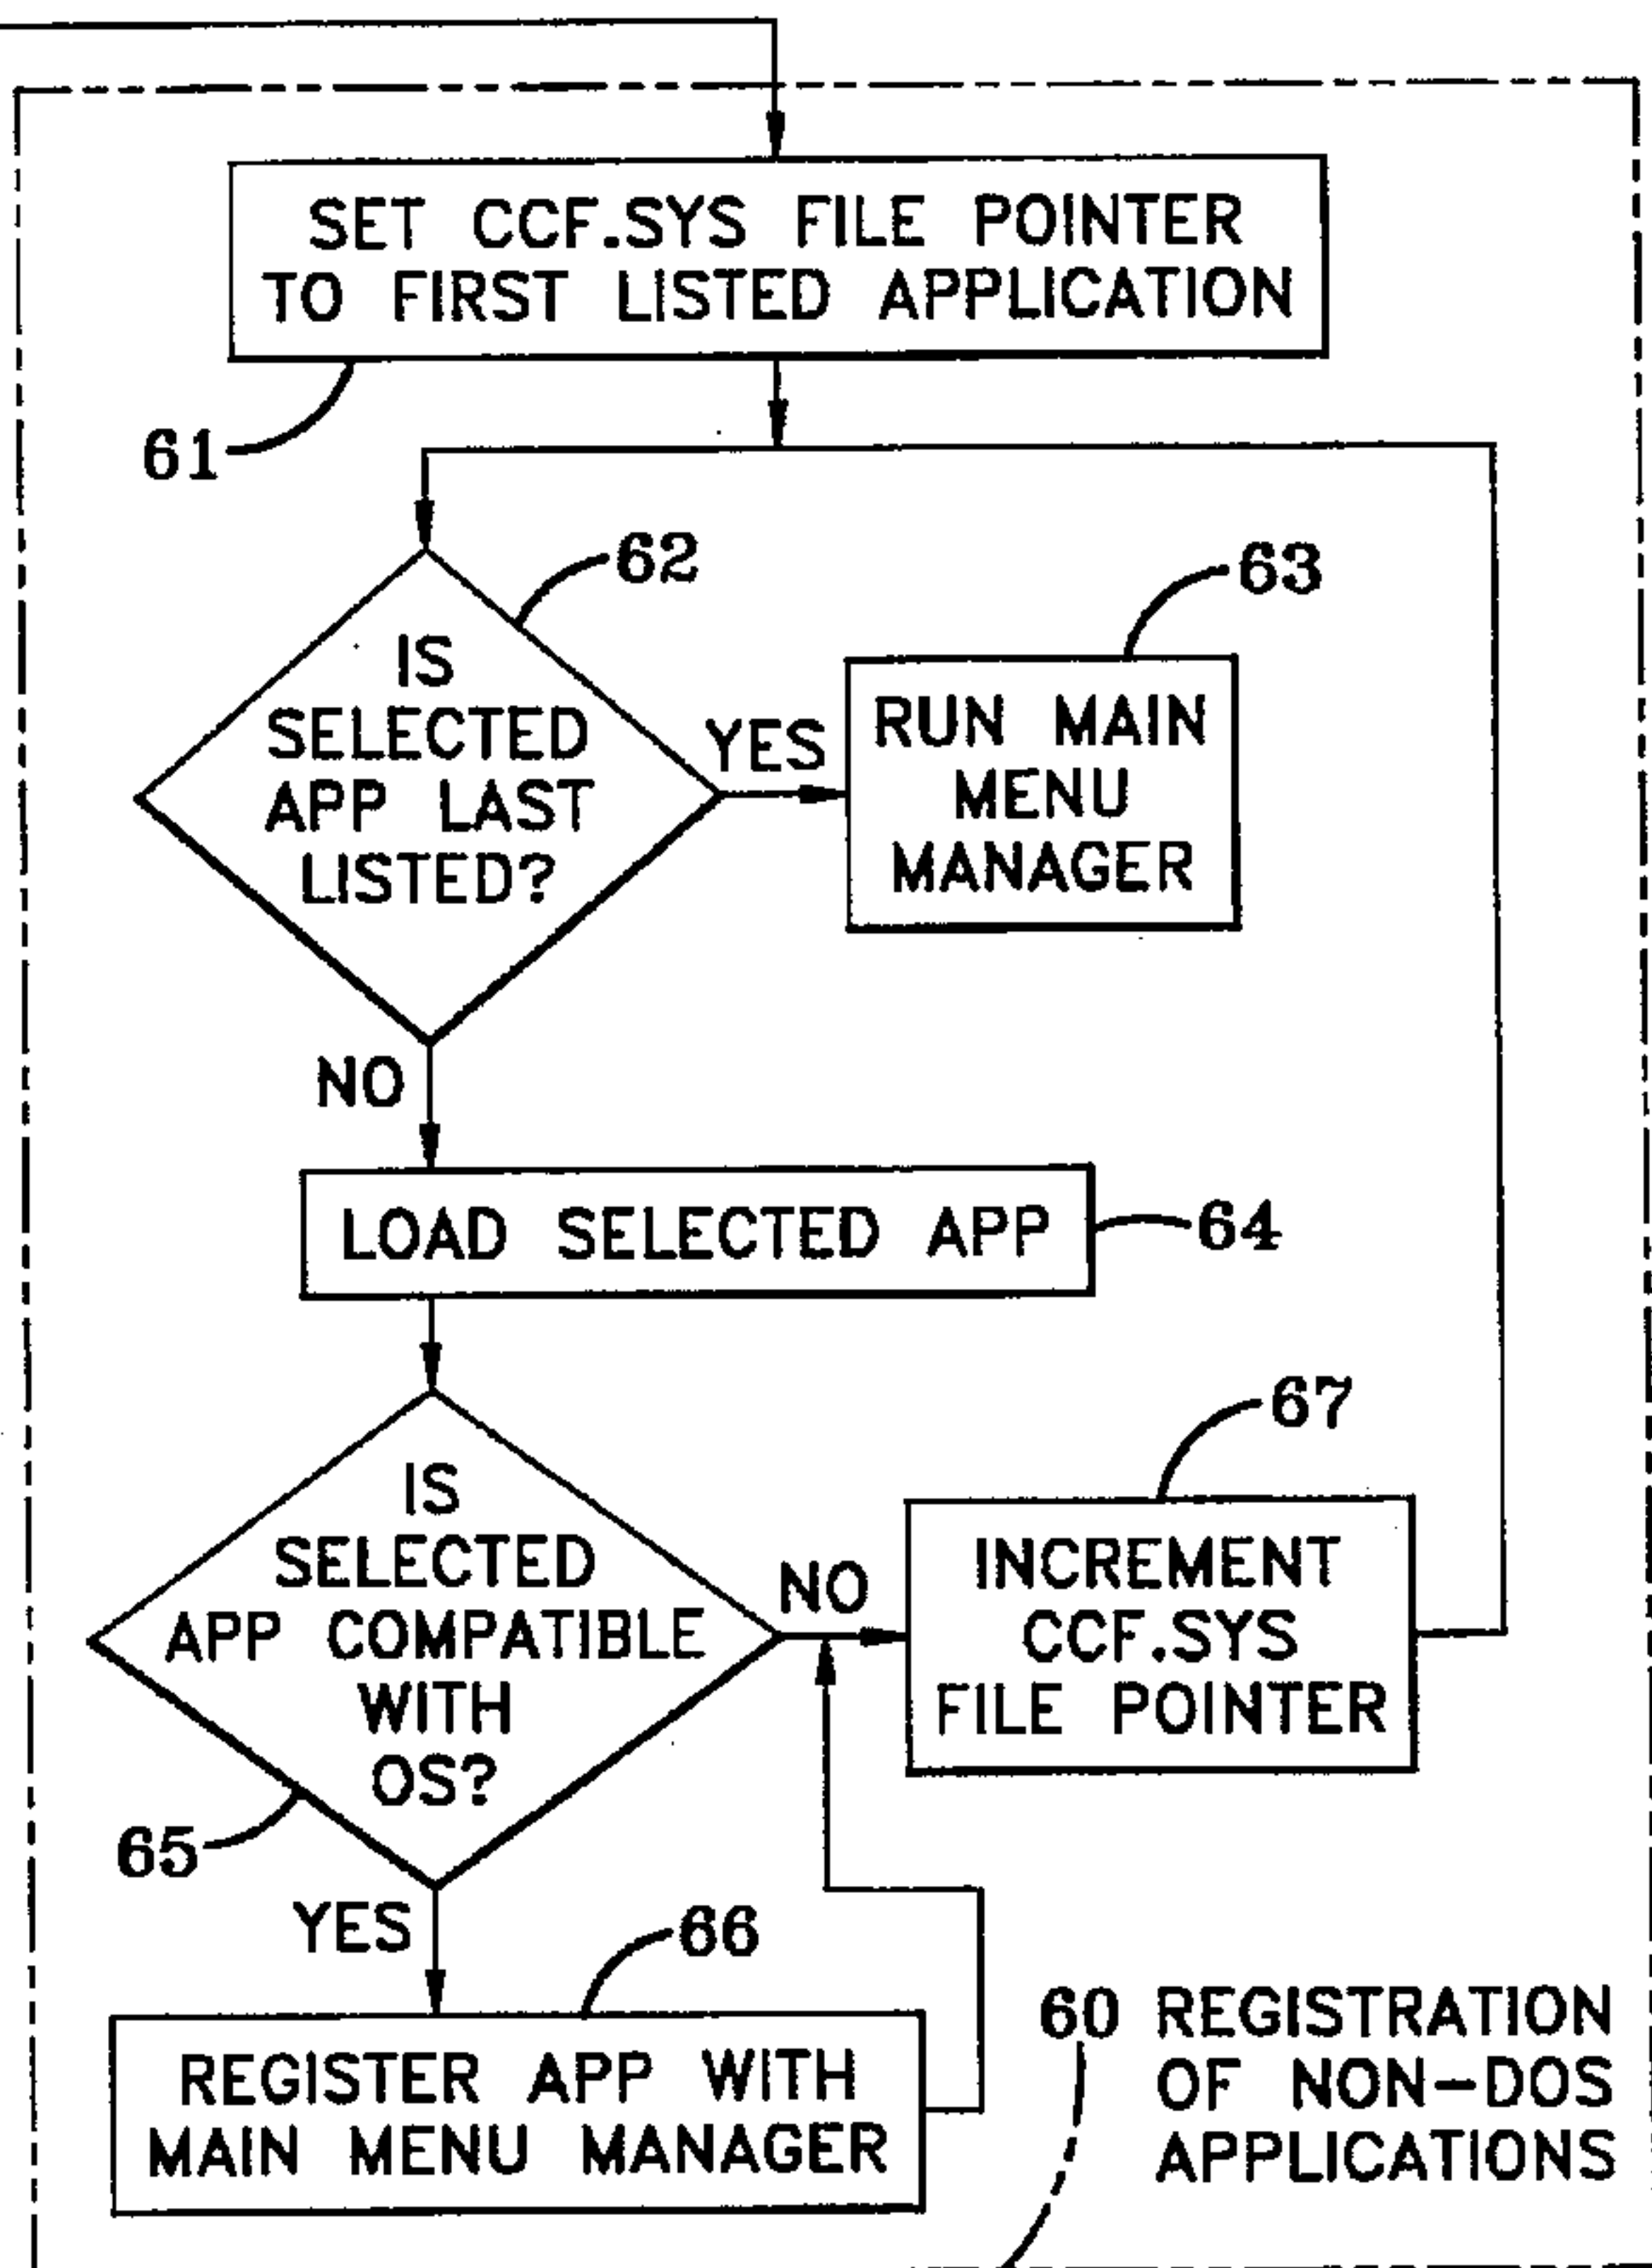 SET CCF.SYS FILE POINTER
TO FIRST LISTED APPLICATION
61
62
63
IS
SELECTED
APP LAST
LISTED?
YES
RUN MAIN
MENU
MANAGER
NO
LOAD SELECTED APP
64
67
IS
SELECTED
APP COMPATIBLE
WITH
OS?
NO
INCREMENT
CCF.SYS
FILE POINTER
65
YES
66
REGISTER APP WITH
MAIN MENU MANAGER
60 REGISTRATION
OF NON-DOS
APPLICATIONS